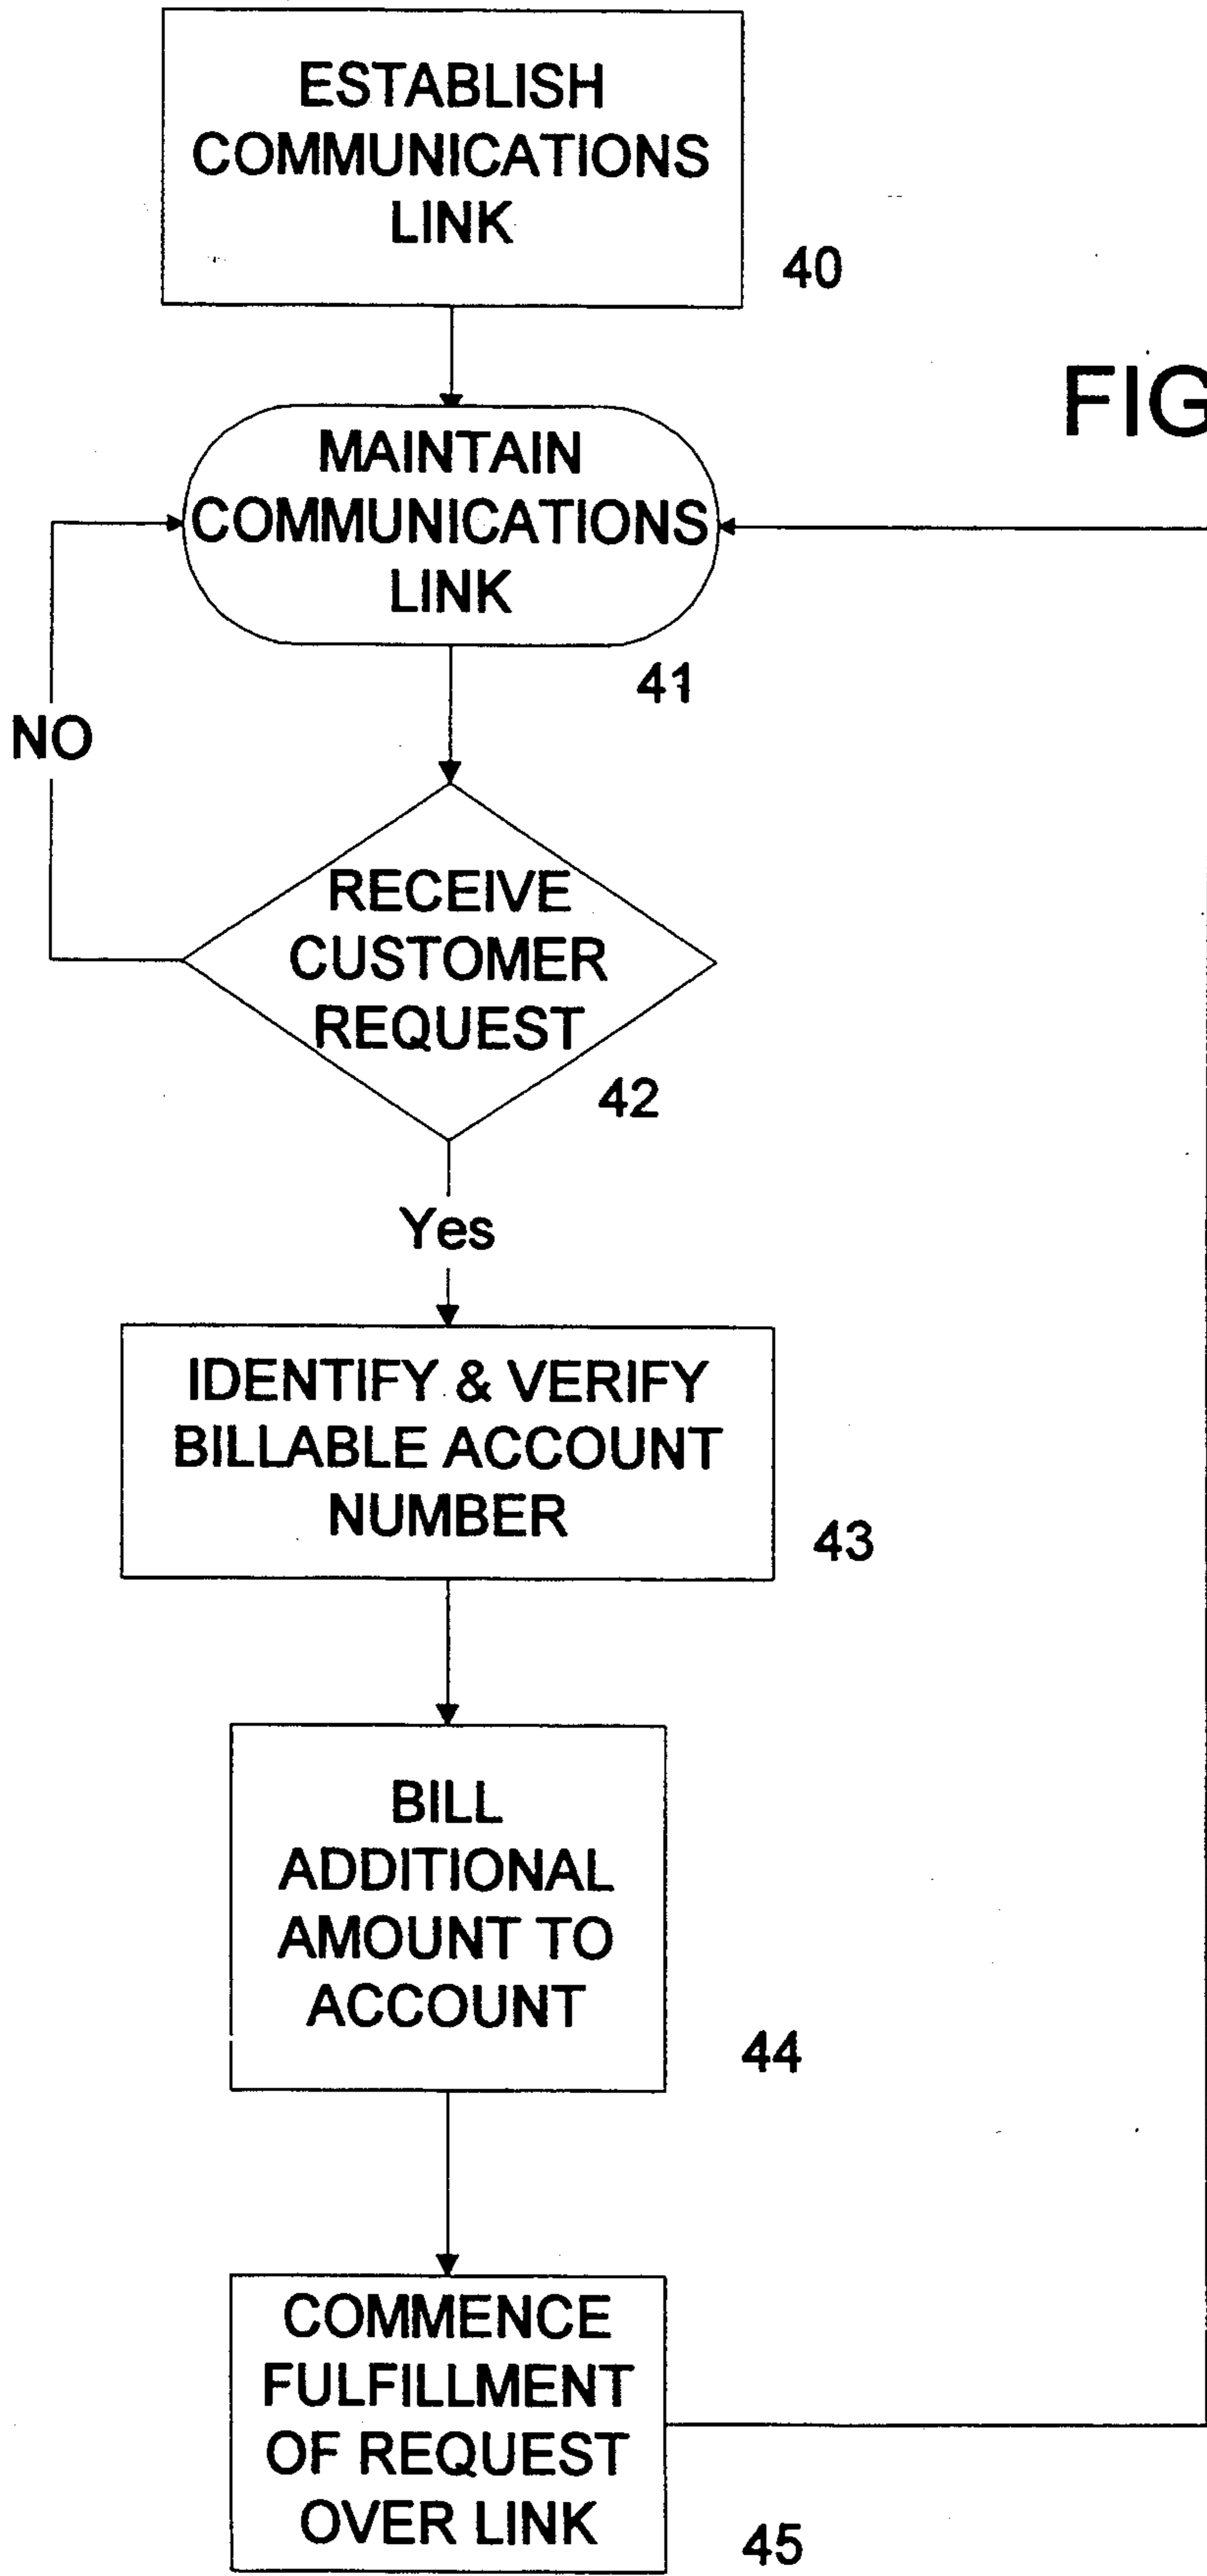 ESTABLISH
COMMUNICATIONS
LINK
40
FIG
MAINTAIN
COMMUNICATIONS
LINK
41
NO
RECEIVE
CUSTOMER
REQUEST
42
Yes
IDENTIFY & VERIFY
BILLABLE ACCOUNT
NUMBER
43
BILL
ADDITIONAL
AMOUNT TO
ACCOUNT
44
COMMENCE
FULFILLMENT
OF REQUEST
OVER LINK
45